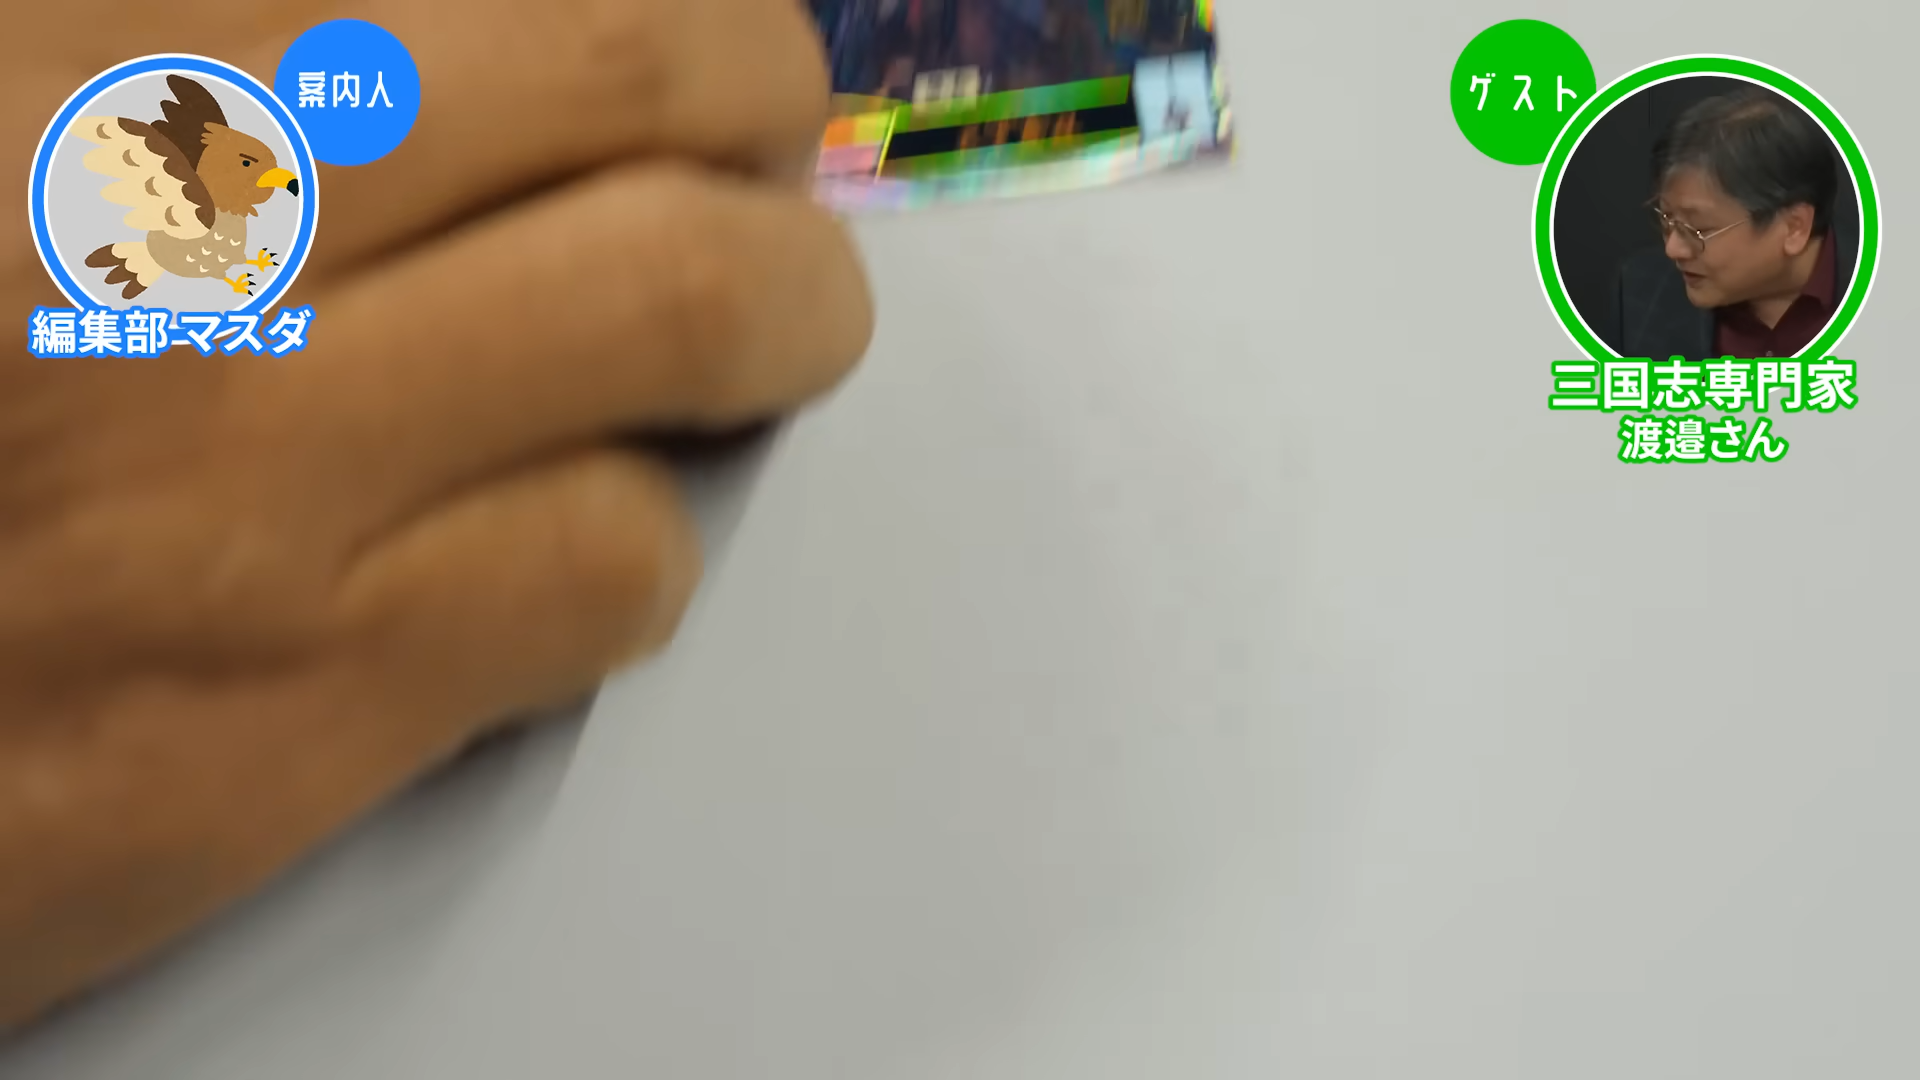 案内人
編集部 マスダ
ゲスト
三国志専門家
渡邉さん